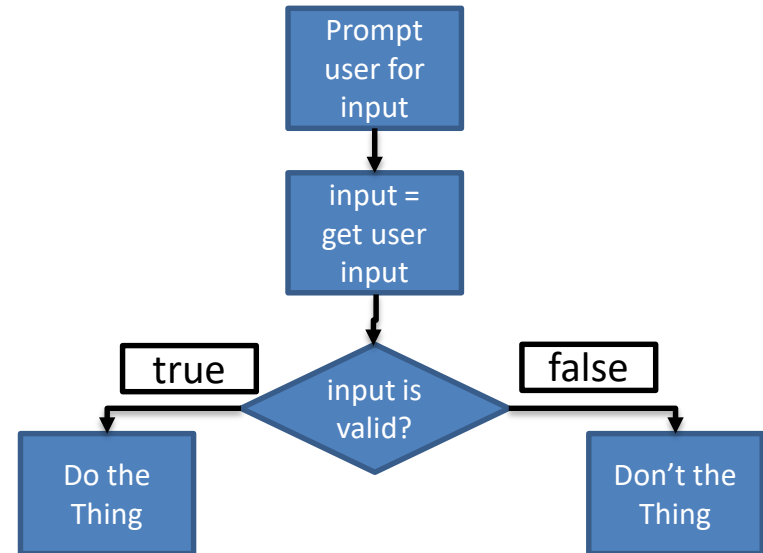 Prompt
user for
input
input =
get user
input
true
false
input is
valid?
Do the
Thing
Don’t the
Thing